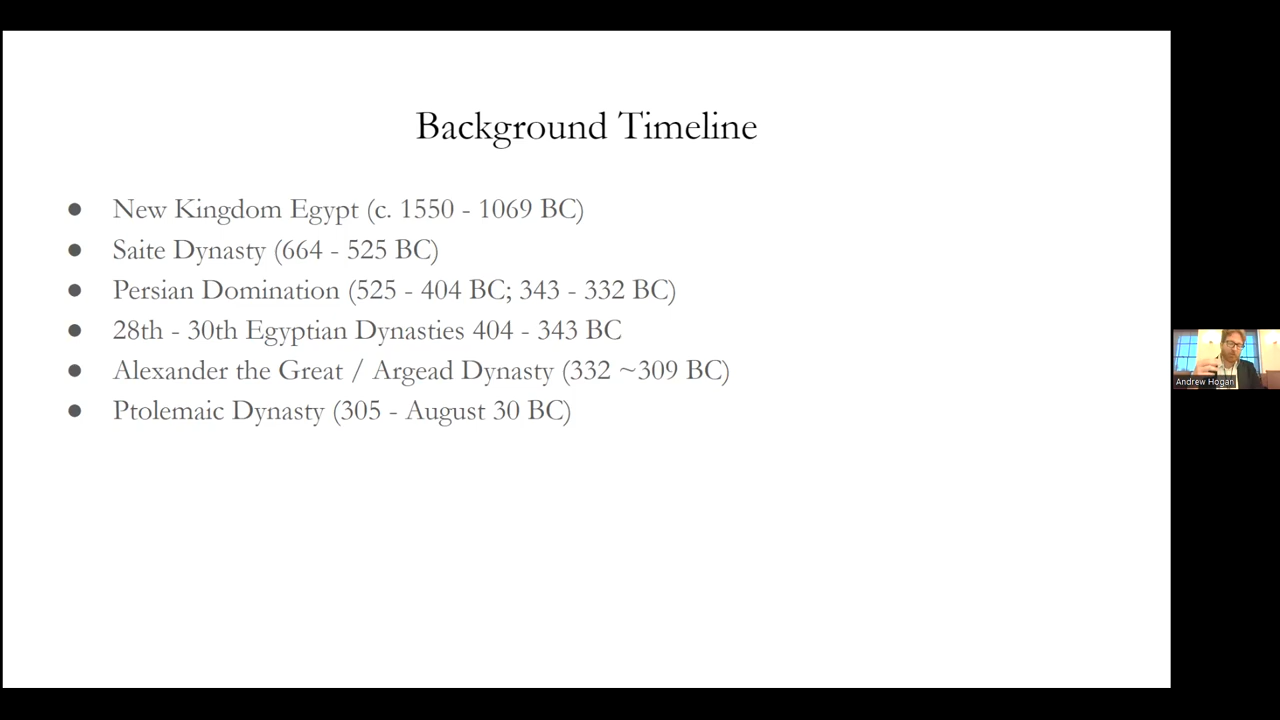 Background Timeline
● New Kingdom Egypt (c. 1550 - 1069 BC)
● Saite Dynasty (664 - 525 BC)
● Persian Domination (525 - 404 BC; 343 - 332 BC)
● 28th - 30th Egyptian Dynasties 404 - 343 BC
● Alexander the Great / Argead Dynasty (332 ~309 BC)
● Ptolemaic Dynasty (305 - August 30 BC)
Andrew Hogan